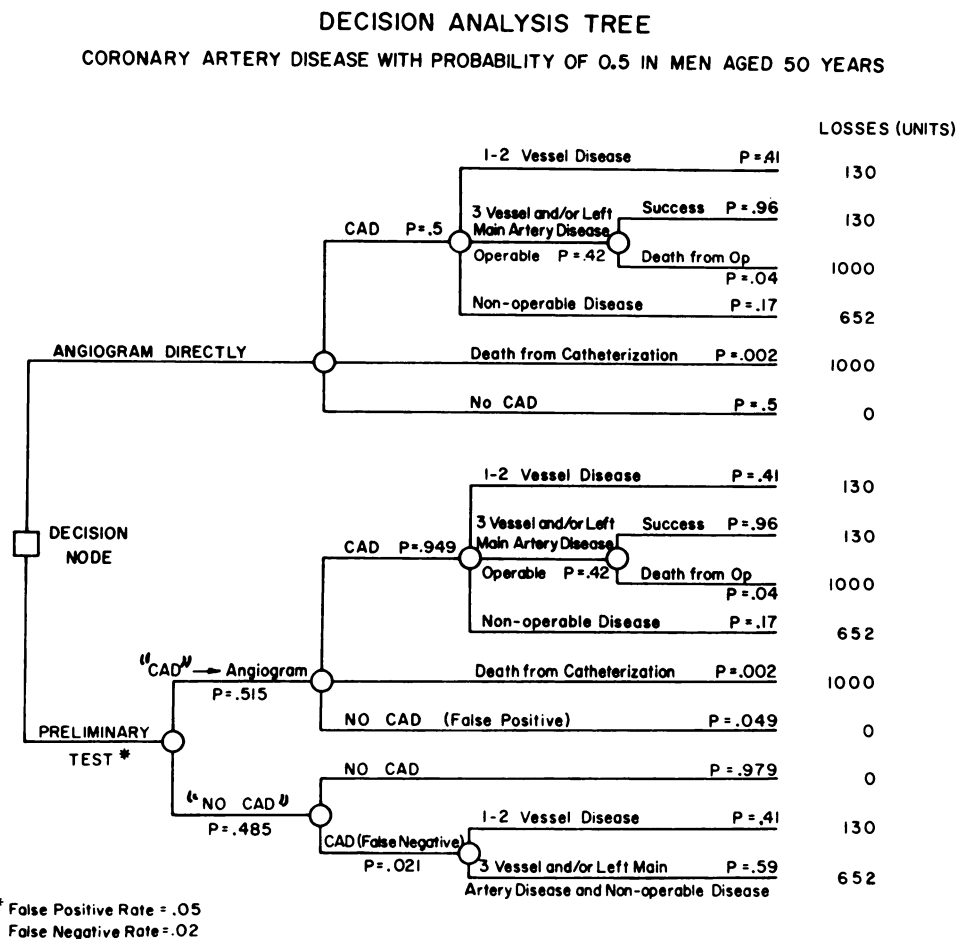 DECISION ANALYSIS TREE
CORONARY ARTERY DISEASE WITH PROBABILITY OF 0.5 IN MEN AGED 50 YEARS
LOSSES (UNITS)
1-2 Vessel Disease P=.41 130
CAD P=.5
3 Vessel and/or Left
Main Artery Disease
Operable P=.42
Success P=.96 130
Death from Op
P=.04
1000
Non-operable Disease P=.17 652
ANGIOGRAM DIRECTLY
Death from Catheterization P=.002 1000
No CAD P=.5 0
DECISION
NODE
1-2 Vessel Disease P=.41 130
CAD P=.949
3 Vessel and/or Left
Main Artery Disease
Operable P=.42
Success P=.96 130
Death from Op
P=.04
1000
Non-operable Disease P=.17 652
"CAD" → Angiogram
P=.515
Death from Catheterization P=.002 1000
NO CAD (False Positive) P=.049 0
PRELIMINARY
TEST *
NO CAD P=.979 0
"NO CAD"
P=.485
CAD (False Negative)
P=.021
1-2 Vessel Disease P=.41 130
3 Vessel and/or Left Main P=.59 652
Artery Disease and Non-operable Disease
* False Positive Rate = .05
False Negative Rate = .02